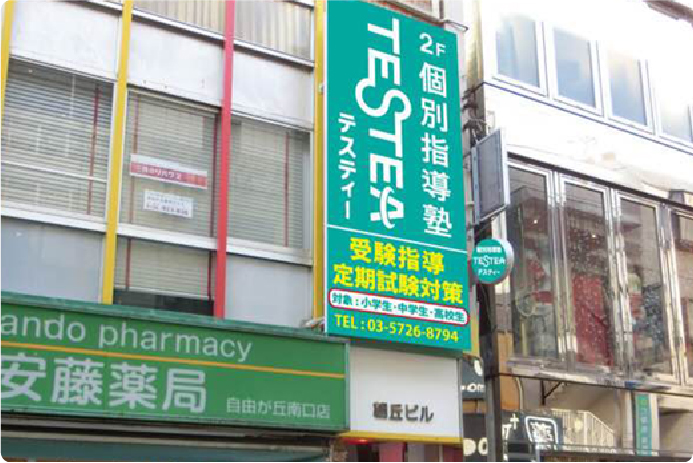 2F 個別指導塾
TESTEA
テスティー
受験指導
定期試験対策
対象：小学生・中学生・高校生
TEL：03-5726-8794
TESTEA
テスティー
ando pharmacy
安藤薬局
自由が丘南口店
ビル